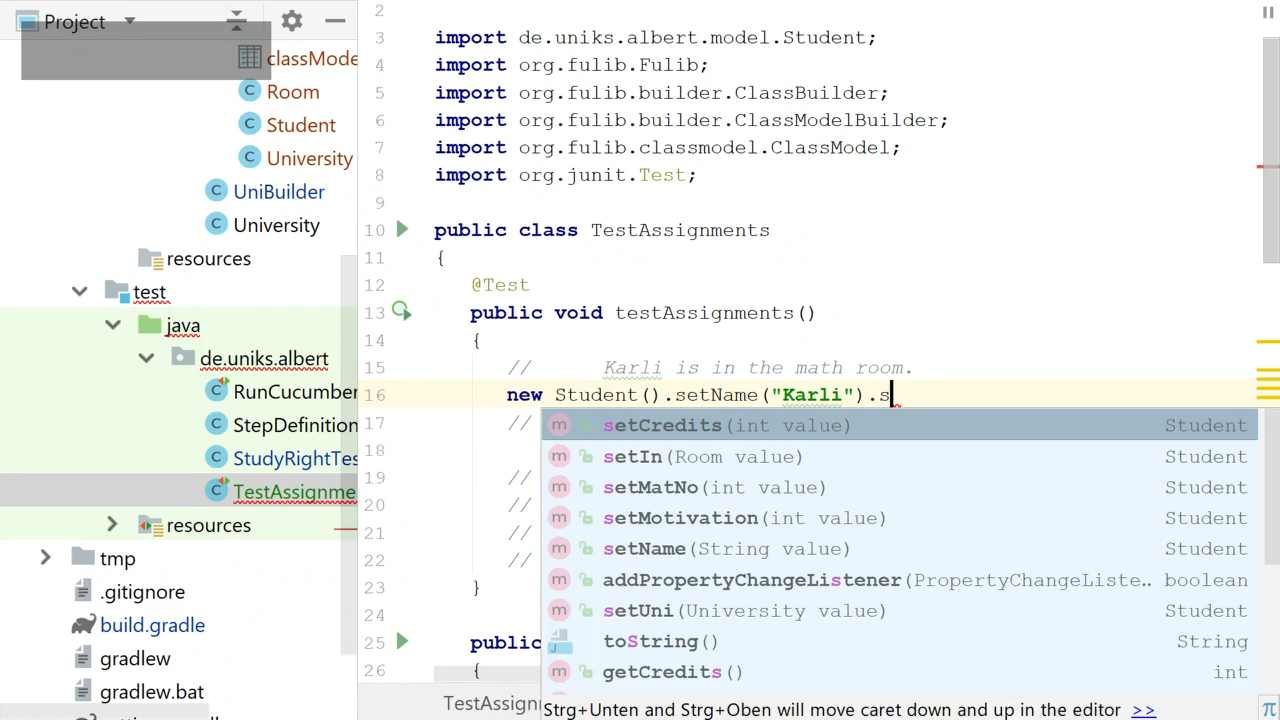 Project
classMode
Room
Student
University
UniBuilder
University
resources
test
java
de.uniks.albert
RunCucumber
StepDefinition
StudyRightTes
TestAssignme
resources
tmp
.gitignore
build.gradle
gradlew
gradlew.bat
2
3 import de.uniks.albert.model.Student;
4 import org.fulib.Fulib;
5 import org.fulib.builder.ClassBuilder;
6 import org.fulib.builder.ClassModelBuilder;
7 import org.fulib.classmodel.ClassModel;
8 import org.junit.Test;
9
10 public class TestAssignments
11 {
12 @Test
13 public void testAssignments()
14 {
15 // Karli is in the math room.
16 new Student().setName("Karli").s
17 //
18
19 //
20 //
21 //
22 //
23 }
24
25 public
26 {
setCredits(int value) Student
setIn(Room value) Student
setMatNo(int value) Student
setMotivation(int value) Student
setName(String value) Student
addPropertyChangeListener(PropertyChangeListe.. boolean
setUni(University value) Student
toString() String
getCredits() int
Strg+Unten and Strg+Oben will move caret down and up in the editor >>
TestAssignm